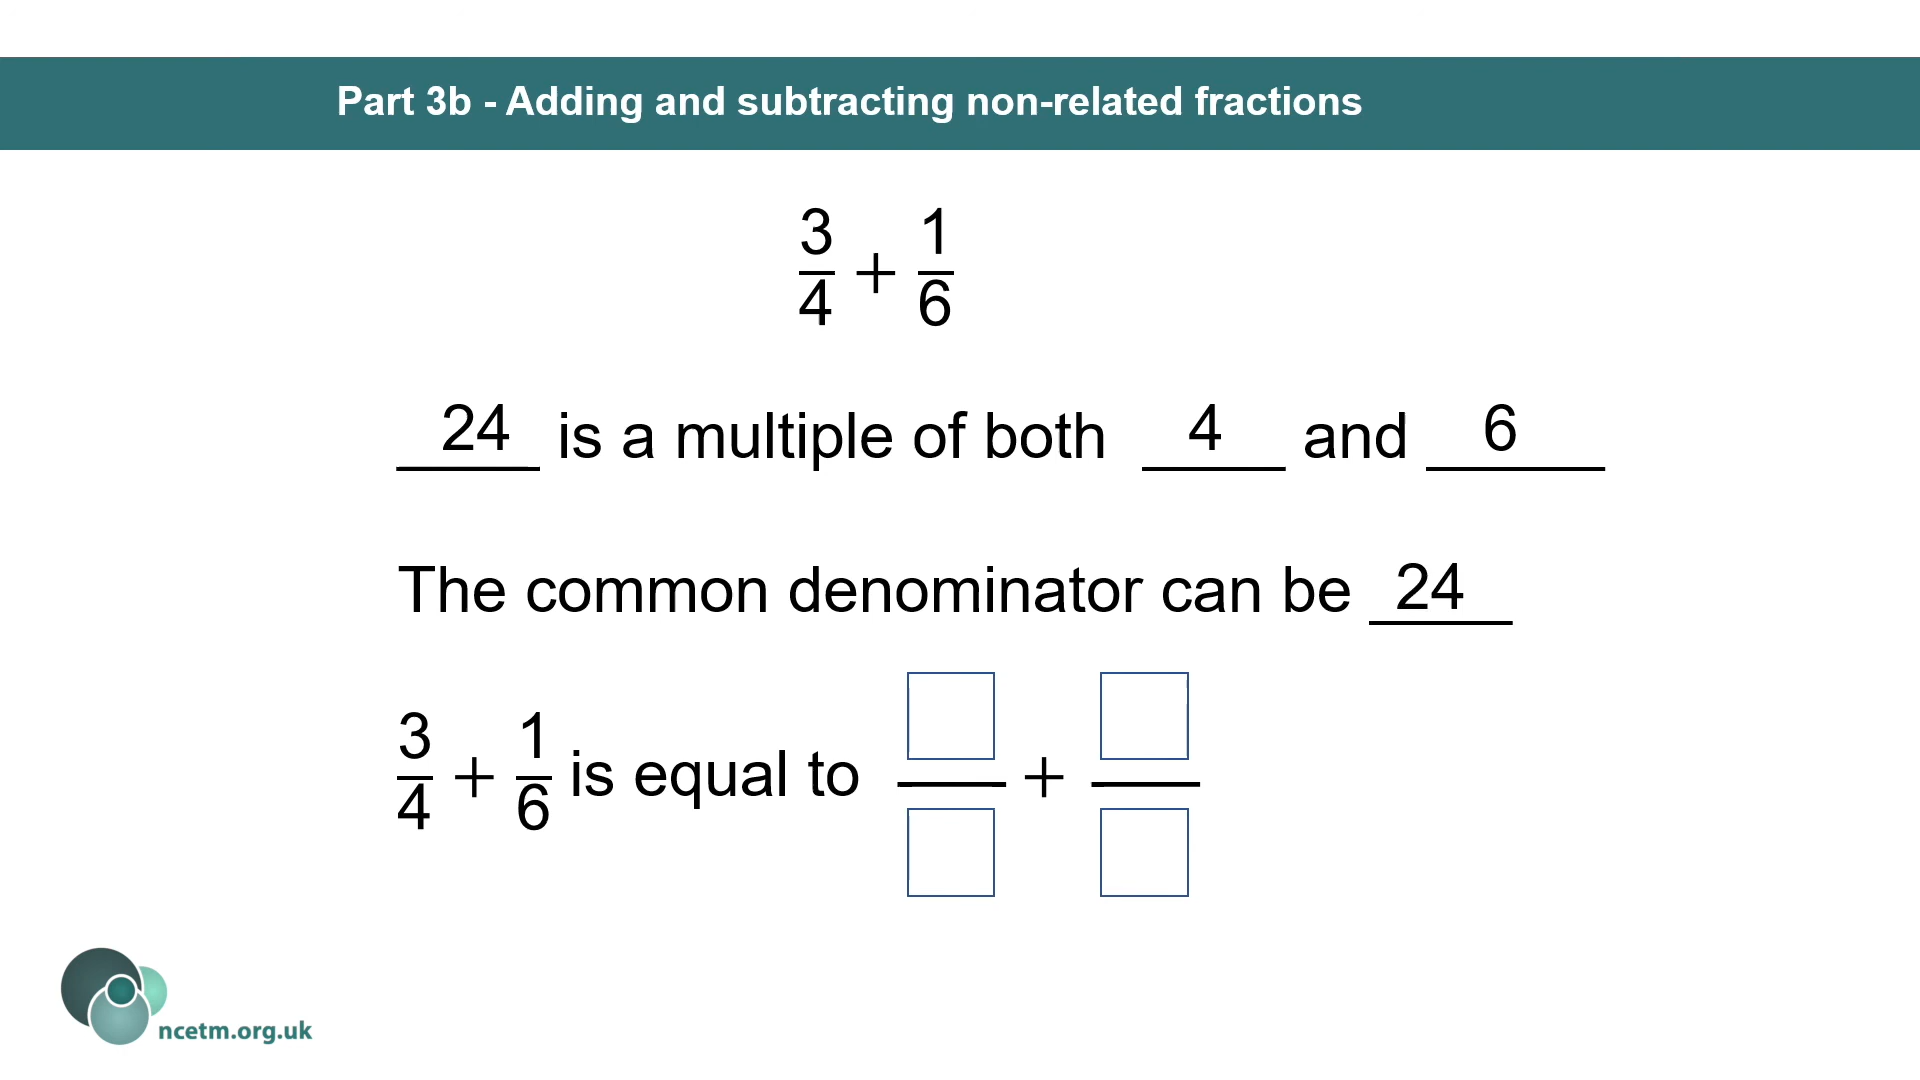 Part 3b - Adding and subtracting non-related fractions
3/4 + 1/6
24 is a multiple of both 4 and 6
The common denominator can be 24
3/4 + 1/6 is equal to +
ncetm.org.uk